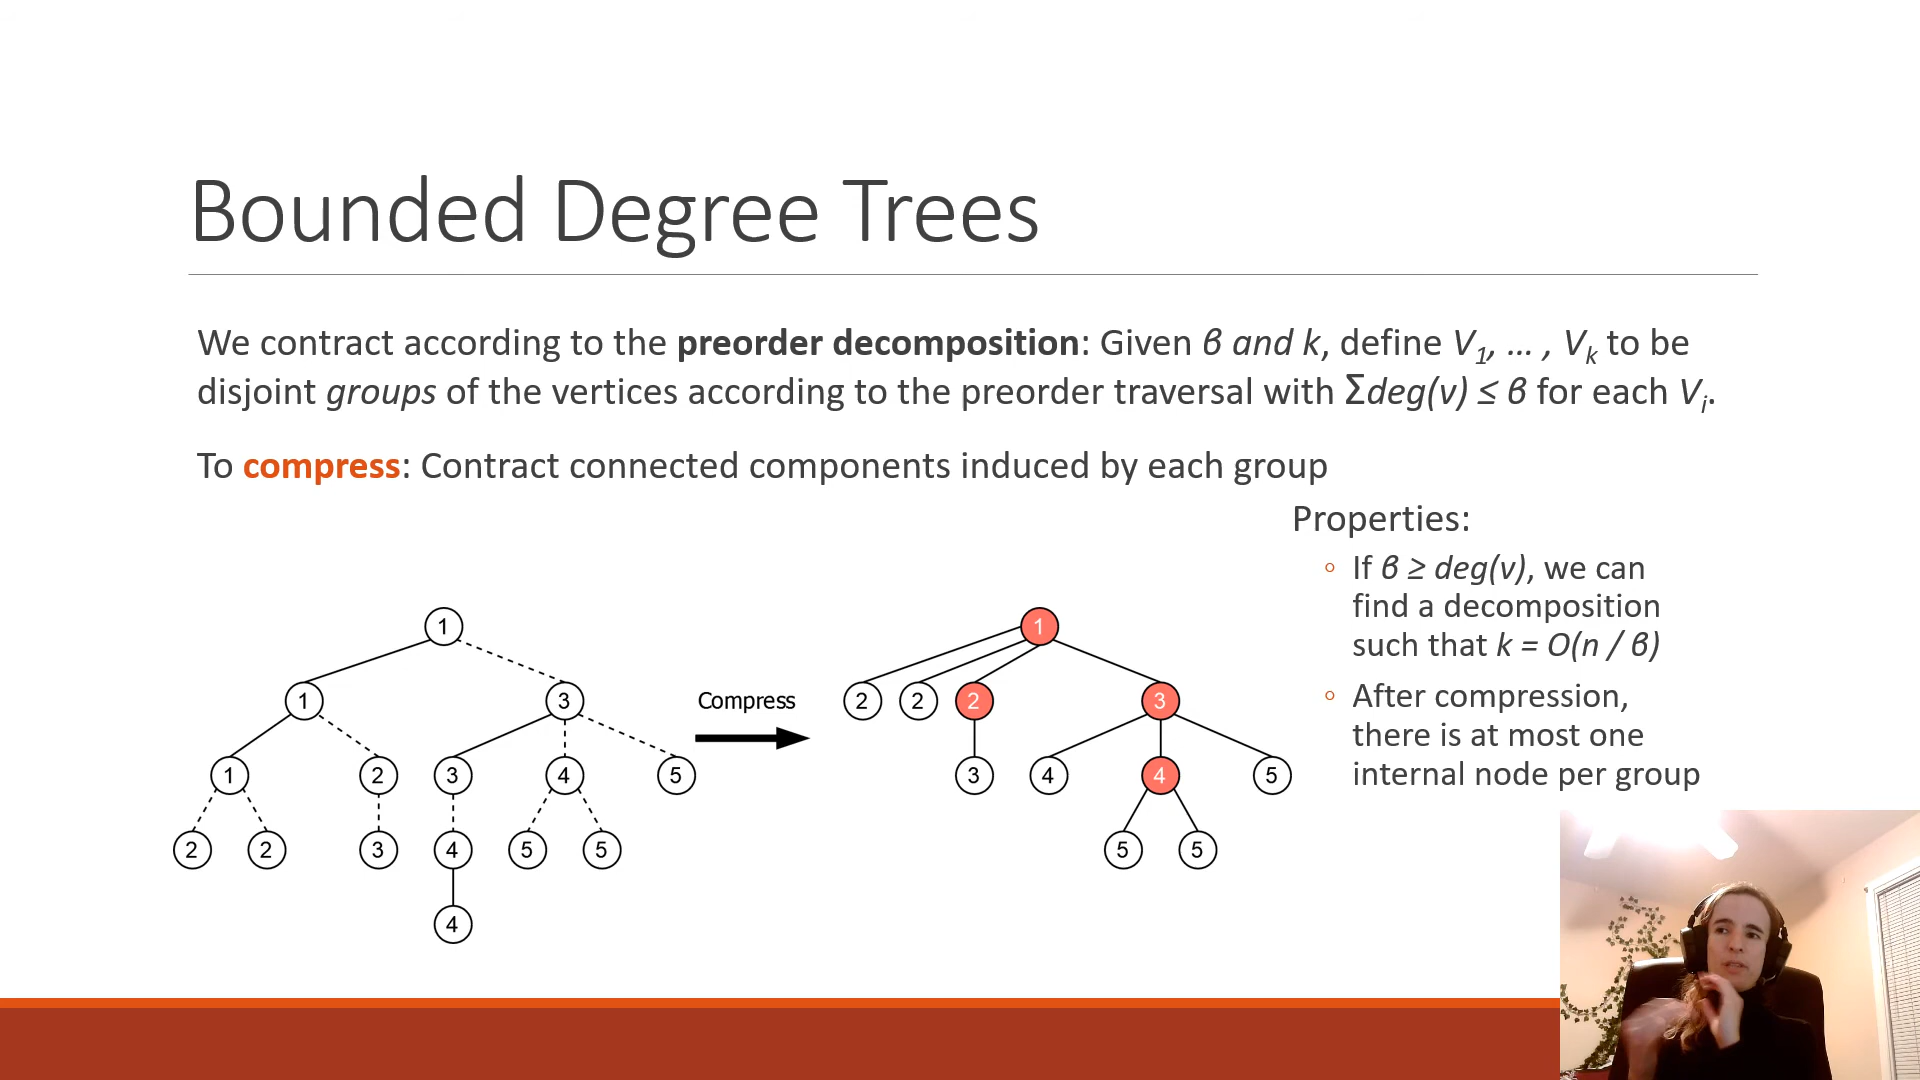 Bounded Degree Trees
We contract according to the preorder decomposition: Given β and k, define V1, … , Vk to be
disjoint groups of the vertices according to the preorder traversal with Σdeg(v) ≤ β for each Vi.
To compress: Contract connected components induced by each group
Properties:
◦ If β ≥ deg(v), we can
find a decomposition
such that k = O(n / β)
◦ After compression,
there is at most one
internal node per group
1
1 3
1 2 3 4 5
2 2 3 4 5 5
4
Compress
1
2 2 2 3
3 4 4 5
5 5